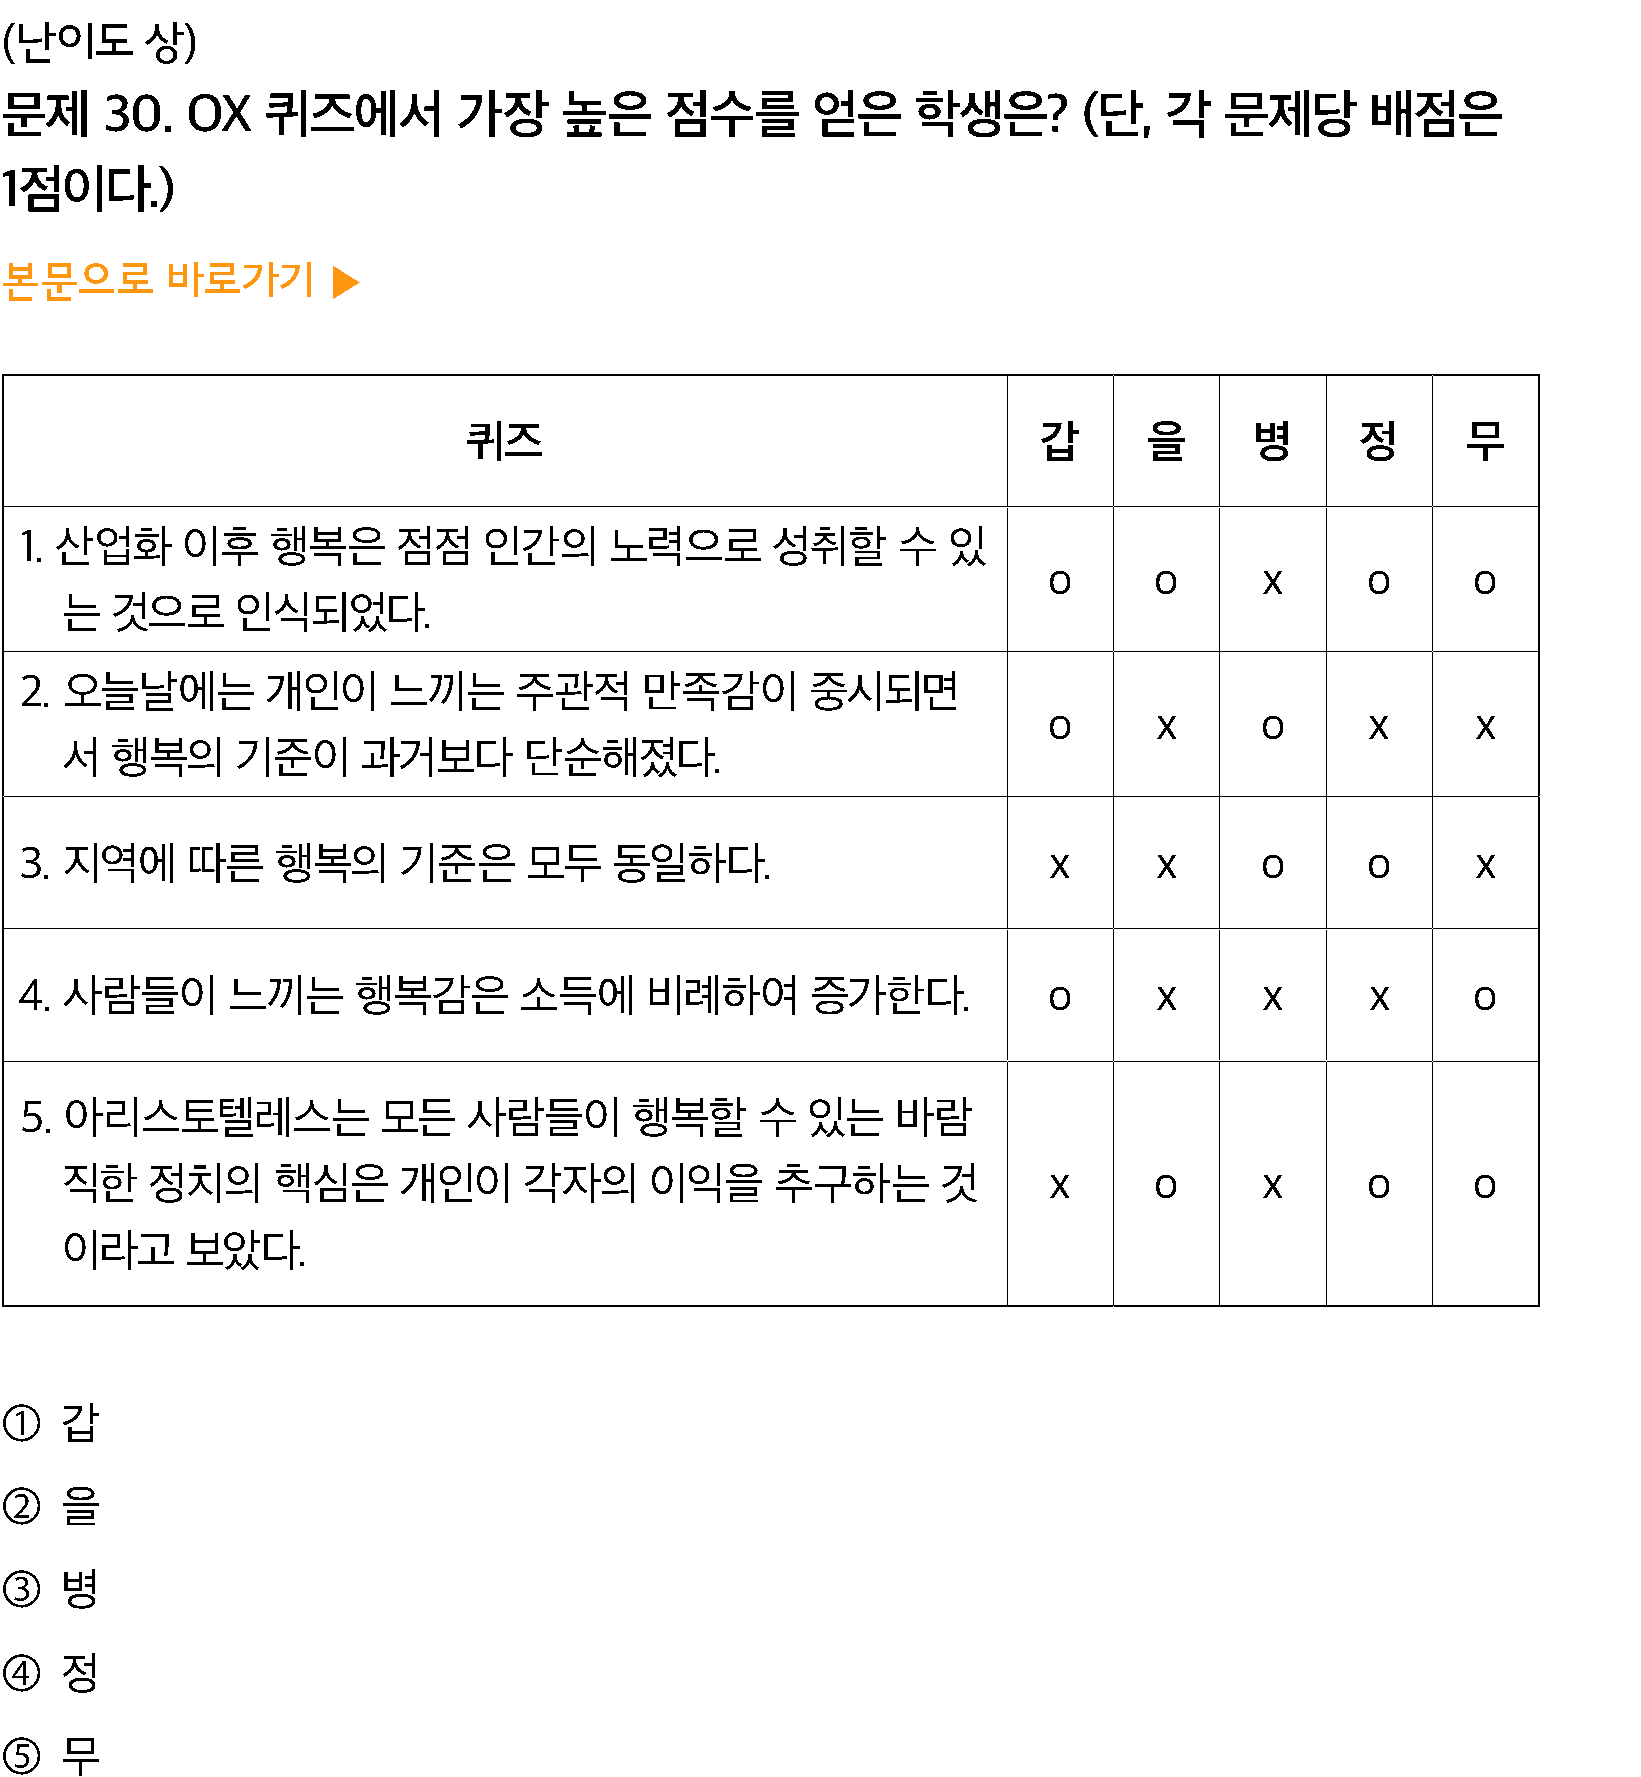 (난이도 상)
문제 30. OX 퀴즈에서 가장 높은 점수를 얻은 학생은? (단, 각 문제당 배점은
1점이다.)
본문으로 바로가기 ▶
퀴즈 갑 을 병 정 무
1. 산업화 이후 행복은 점점 인간의 노력으로 성취할 수 있
는 것으로 인식되었다.
o o x o o
2. 오늘날에는 개인이 느끼는 주관적 만족감이 중시되면
서 행복의 기준이 과거보다 단순해졌다.
o x o x x
3. 지역에 따른 행복의 기준은 모두 동일하다. x x o o x
4. 사람들이 느끼는 행복감은 소득에 비례하여 증가한다. o x x x o
5. 아리스토텔레스는 모든 사람들이 행복할 수 있는 바람
직한 정치의 핵심은 개인이 각자의 이익을 추구하는 것
이라고 보았다.
x o x o o
① 갑
② 을
③ 병
④ 정
⑤ 무